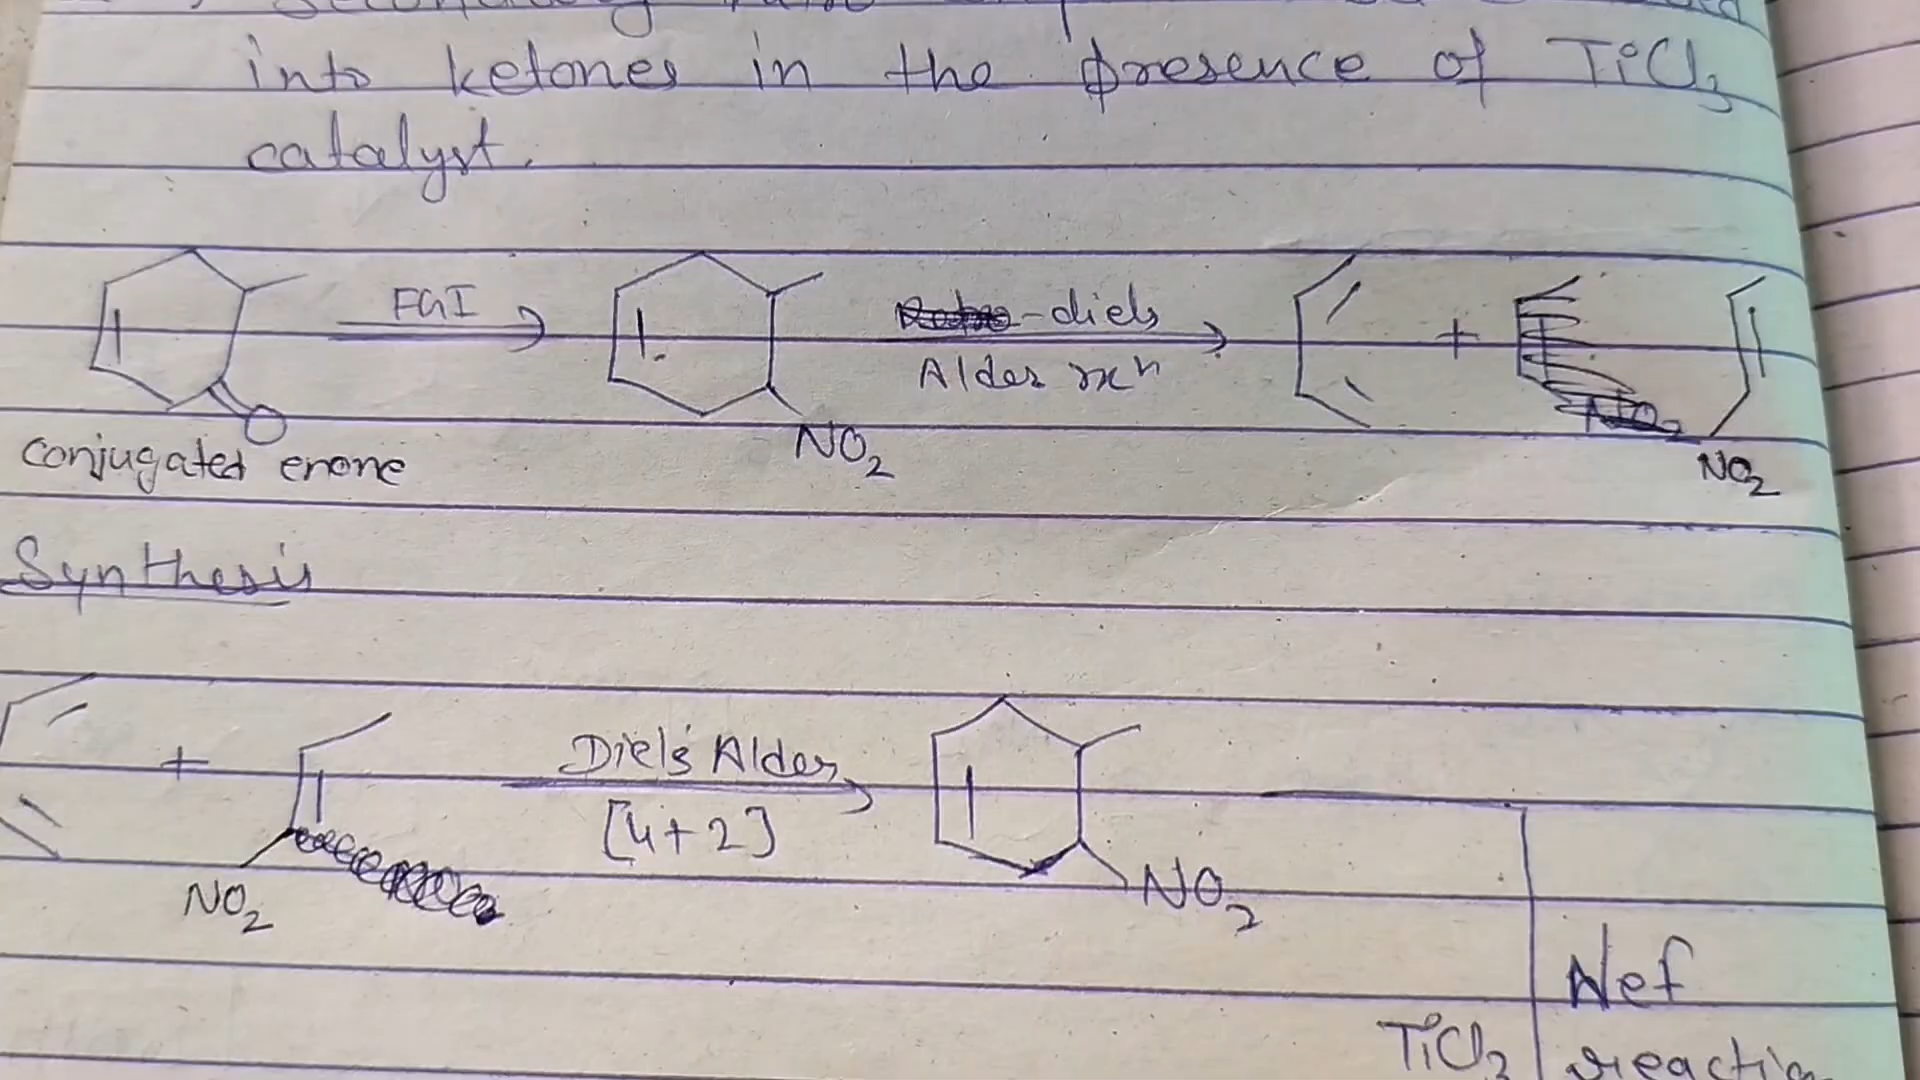 Secondary
into ketones in the presence of TiCl3
catalyst.
FGI
-diels
Alder rxn
+
O
NO2
NO2
conjugated enone
Synthesis
+
Diels Alder
[4+2]
NO2
NO2
Nef
TiCl3
reaction